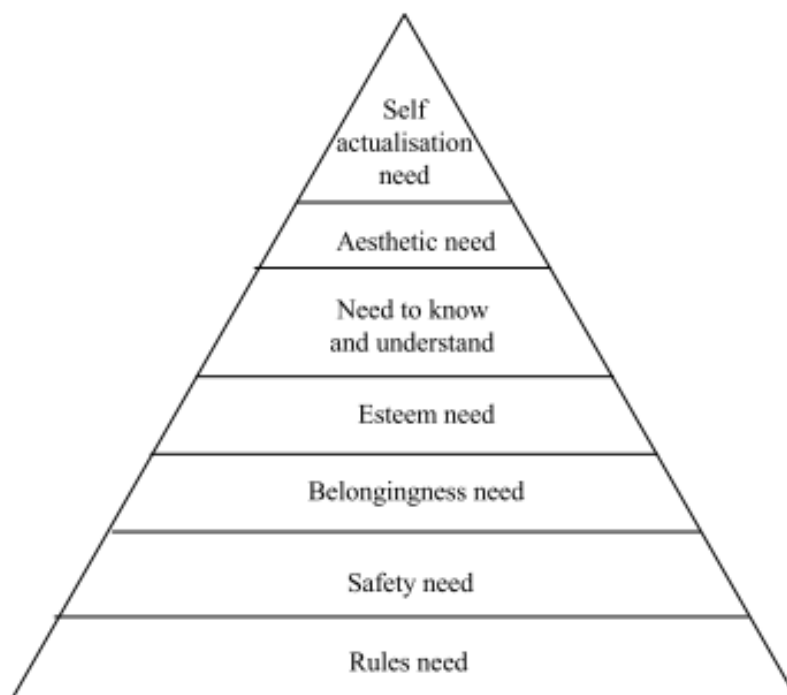 Self
actualisation
need
Aesthetic need
Need to know
and understand
Esteem need
Belongingness need
Safety need
Rules need